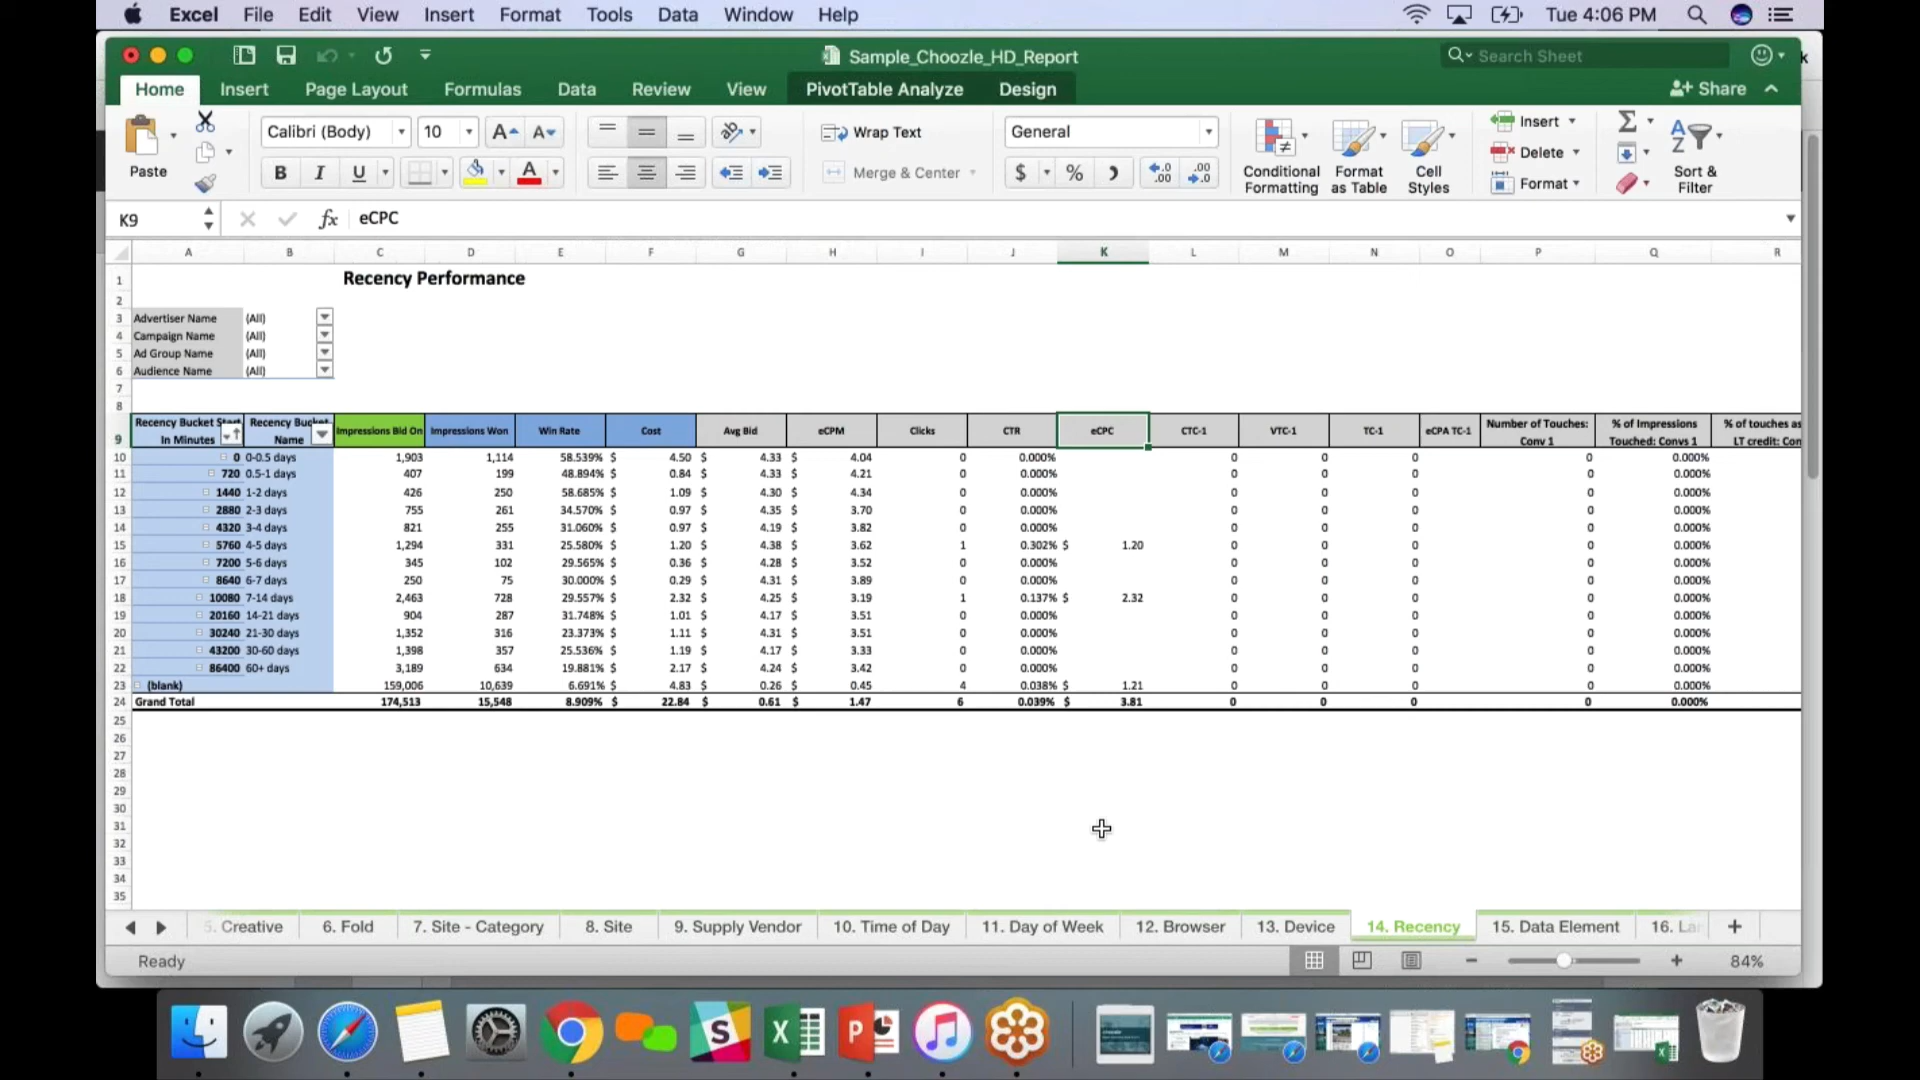 Excel File Edit View Insert Format Tools Data Window Help Tue 4:06 PM
Sample_Choozle_HD_Report Search Sheet
Home Insert Page Layout Formulas Data Review View PivotTable Analyze Design Share
Calibri (Body) 10 Wrap Text General Insert
Paste B I U Merge & Center $ % Conditional Formatting Format as Table Cell Styles Delete Format Sort & Filter
K9 fx eCPC
A B C D E F G H I J K L M N O P Q R
1 Recency Performance
2
3 Advertiser Name (All)
4 Campaign Name (All)
5 Ad Group Name (All)
6 Audience Name (All)
7
8
9 Recency Bucket Start In Minutes Recency Bucket Name Impressions Bid On Impressions Won Win Rate Cost Avg Bid eCPM Clicks CTR eCPC CTC-1 VTC-1 TC-1 eCPA TC-1 Number of Touches: Conv 1 % of Impressions Touched: Convs 1 % of touches as LT credit: Con
10 0 0-0.5 days 1,903 1,114 58.539% $ 4.50 $ 4.33 $ 4.04 0 0.000% 0 0 0 0 0.000%
11 720 0.5-1 days 407 199 48.894% $ 0.84 $ 4.33 $ 4.21 0 0.000% 0 0 0 0 0.000%
12 1440 1-2 days 426 250 58.685% $ 1.09 $ 4.30 $ 4.34 0 0.000% 0 0 0 0 0.000%
13 2880 2-3 days 755 261 34.570% $ 0.97 $ 4.35 $ 3.70 0 0.000% 0 0 0 0 0.000%
14 4320 3-4 days 821 255 31.060% $ 0.97 $ 4.19 $ 3.82 0 0.000% 0 0 0 0 0.000%
15 5760 4-5 days 1,294 331 25.580% $ 1.20 $ 4.38 $ 3.62 1 0.302% $ 1.20 0 0 0 0 0.000%
16 7200 5-6 days 345 102 29.565% $ 0.36 $ 4.28 $ 3.52 0 0.000% 0 0 0 0 0.000%
17 8640 6-7 days 250 75 30.000% $ 0.29 $ 4.31 $ 3.89 0 0.000% 0 0 0 0 0.000%
18 10080 7-14 days 2,463 728 29.557% $ 2.32 $ 4.25 $ 3.19 1 0.137% $ 2.32 0 0 0 0 0.000%
19 20160 14-21 days 904 287 31.748% $ 1.01 $ 4.17 $ 3.51 0 0.000% 0 0 0 0 0.000%
20 30240 21-30 days 1,352 316 23.373% $ 1.11 $ 4.31 $ 3.51 0 0.000% 0 0 0 0 0.000%
21 43200 30-60 days 1,398 357 25.536% $ 1.19 $ 4.17 $ 3.33 0 0.000% 0 0 0 0 0.000%
22 86400 60+ days 3,189 634 19.881% $ 2.17 $ 4.24 $ 3.42 0 0.000% 0 0 0 0 0.000%
23 (blank) 159,006 10,639 6.691% $ 4.83 $ 0.26 $ 0.45 4 0.038% $ 1.21 0 0 0 0 0.000%
24 Grand Total 174,513 15,548 8.909% $ 22.84 $ 0.61 $ 1.47 6 0.039% $ 3.81 0 0 0 0 0.000%
25
26
27
28
29
30
31
32
33
34
35
5. Creative 6. Fold 7. Site - Category 8. Site 9. Supply Vendor 10. Time of Day 11. Day of Week 12. Browser 13. Device 14. Recency 15. Data Element 16. La
Ready 84%